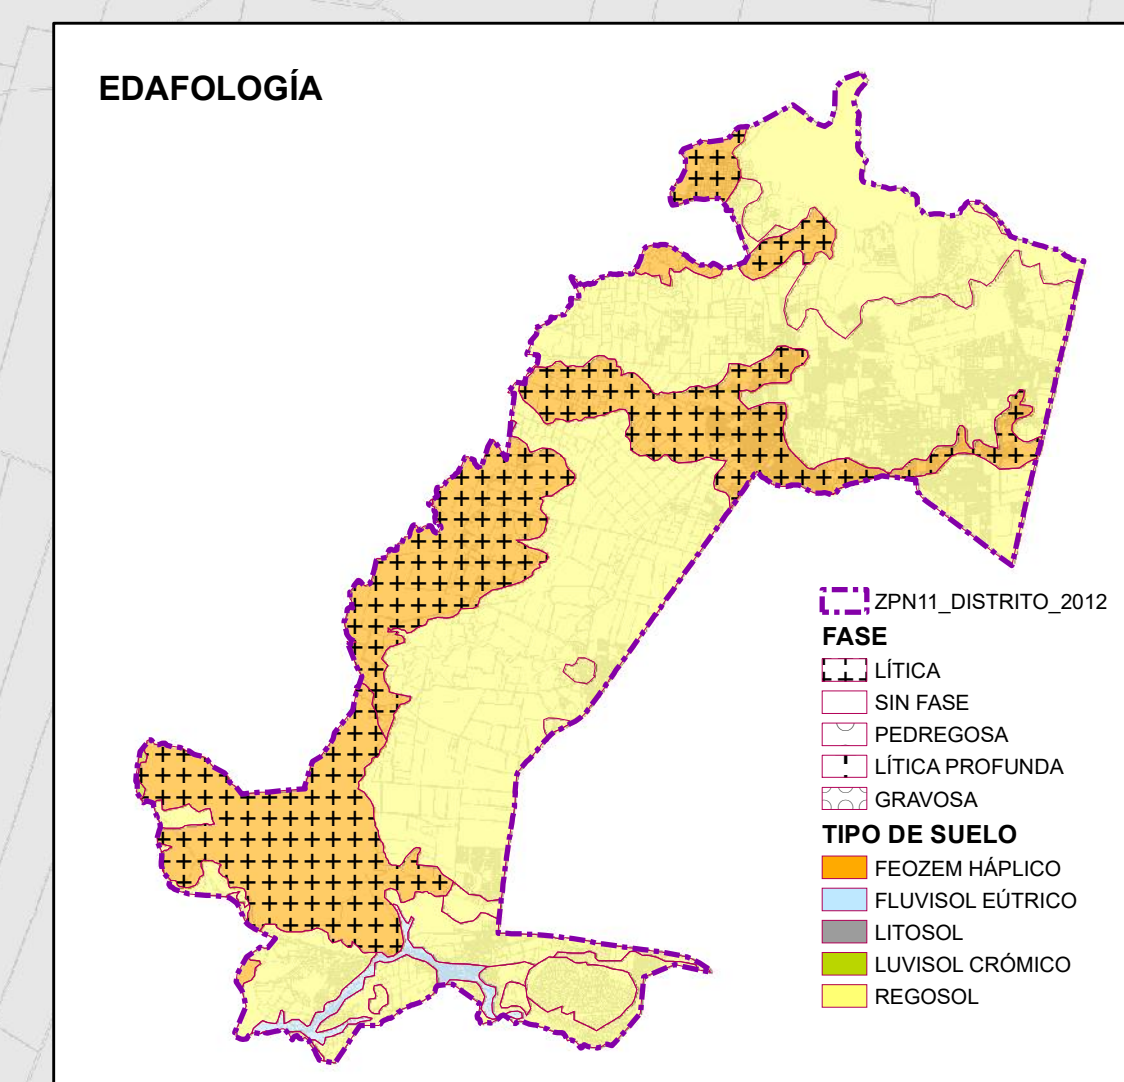 EDAFOLOGÍA
ZPN11_DISTRITO_2012
FASE
LÍTICA
SIN FASE
PEDREGOSA
LÍTICA PROFUNDA
GRAVOSA
TIPO DE SUELO
FEOZEM HÁPLICO
FLUVISOL EÚTRICO
LITOSOL
LUVISOL CRÓMICO
REGOSOL